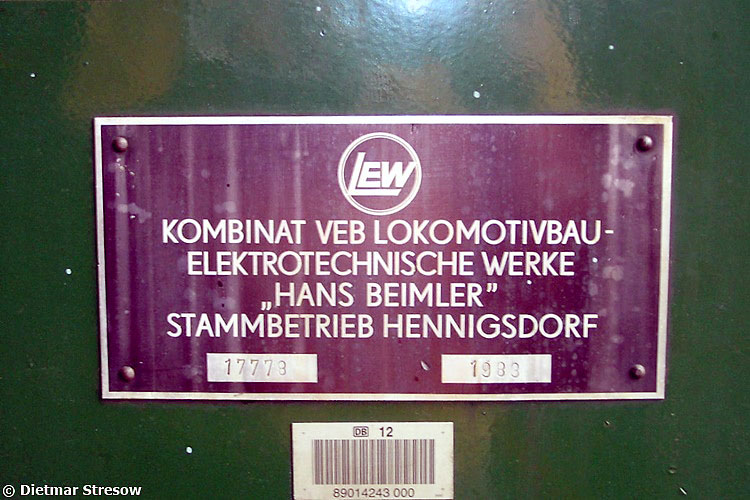 LEW
KOMBINAT VEB LOKOMOTIVBAU-
ELEKTROTECHNISCHE WERKE
„HANS BEIMLER”
STAMMBETRIEB HENNIGSDORF
17778 1983
DB 12
89014243 000
© Dietmar Stresow